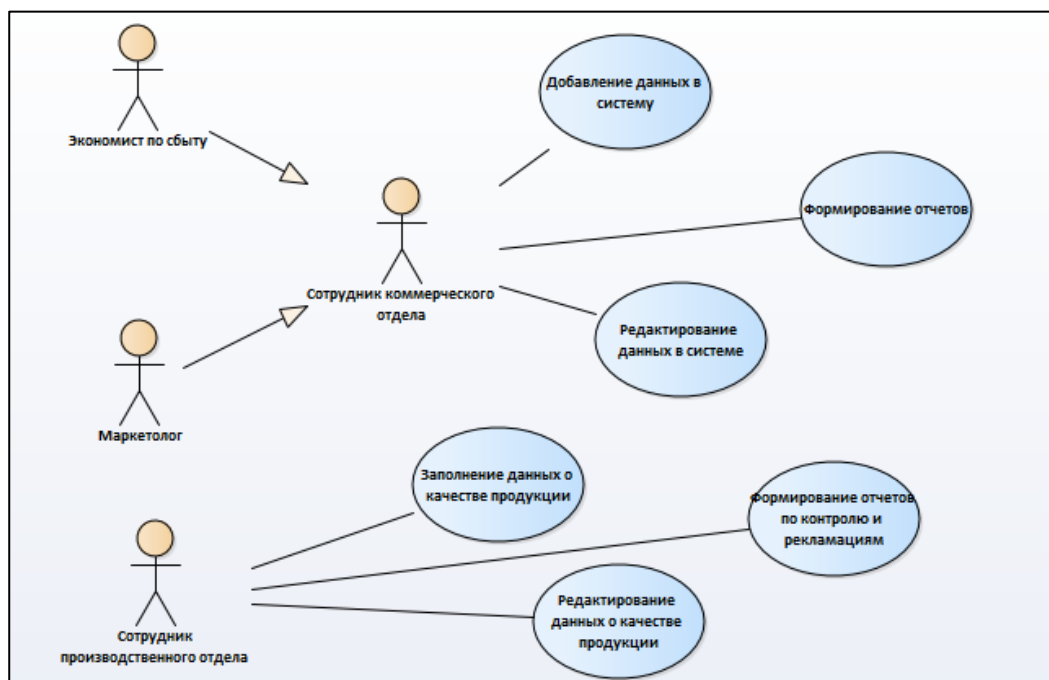 Экономист по сбыту
Добавление данных в
систему
Формирование отчетов
Сотрудник коммерческого
отдела
Редактирование
данных в системе
Маркетолог
Заполнение данных о
качестве продукции
Формирование отчетов
по контролю и
рекламациям
Сотрудник
производственного отдела
Редактирование
данных о качестве
продукции